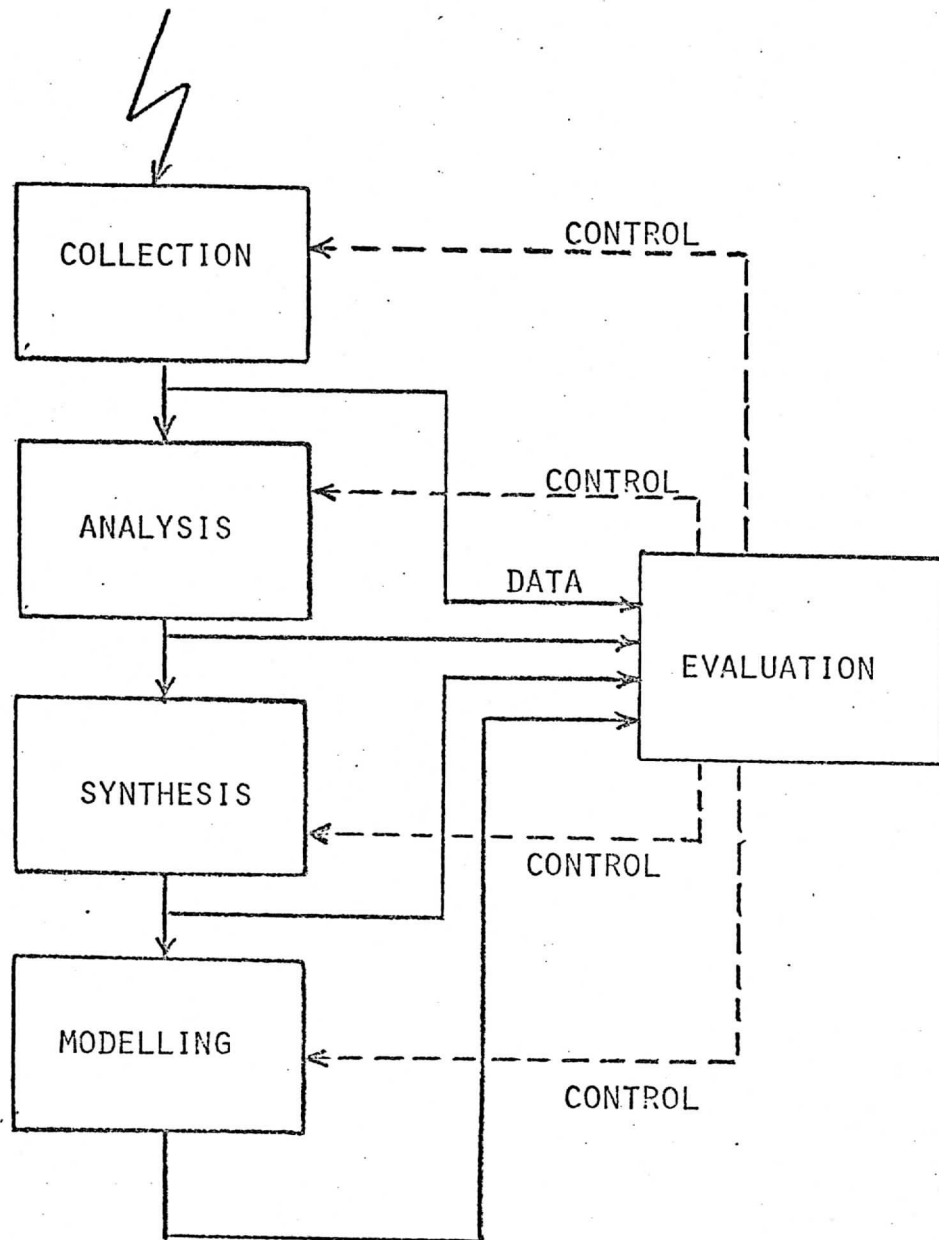 COLLECTION
CONTROL
ANALYSIS
CONTROL
DATA
EVALUATION
SYNTHESIS
CONTROL
MODELLING
CONTROL